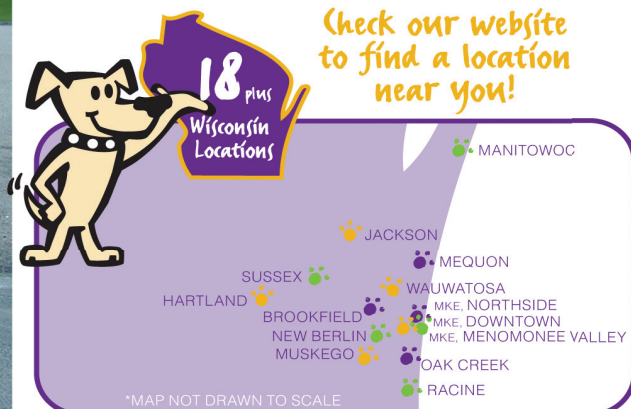 Check our website
to find a location
near you!
18 plus
Wisconsin
Locations
MANITOWOC
JACKSON
MEQUON
SUSSEX
WAUWATOSA
HARTLAND
MKE, NORTHSIDE
BROOKFIELD
MKE, DOWNTOWN
NEW BERLIN
MKE, MENOMONEE VALLEY
MUSKEGO
OAK CREEK
RACINE
*MAP NOT DRAWN TO SCALE